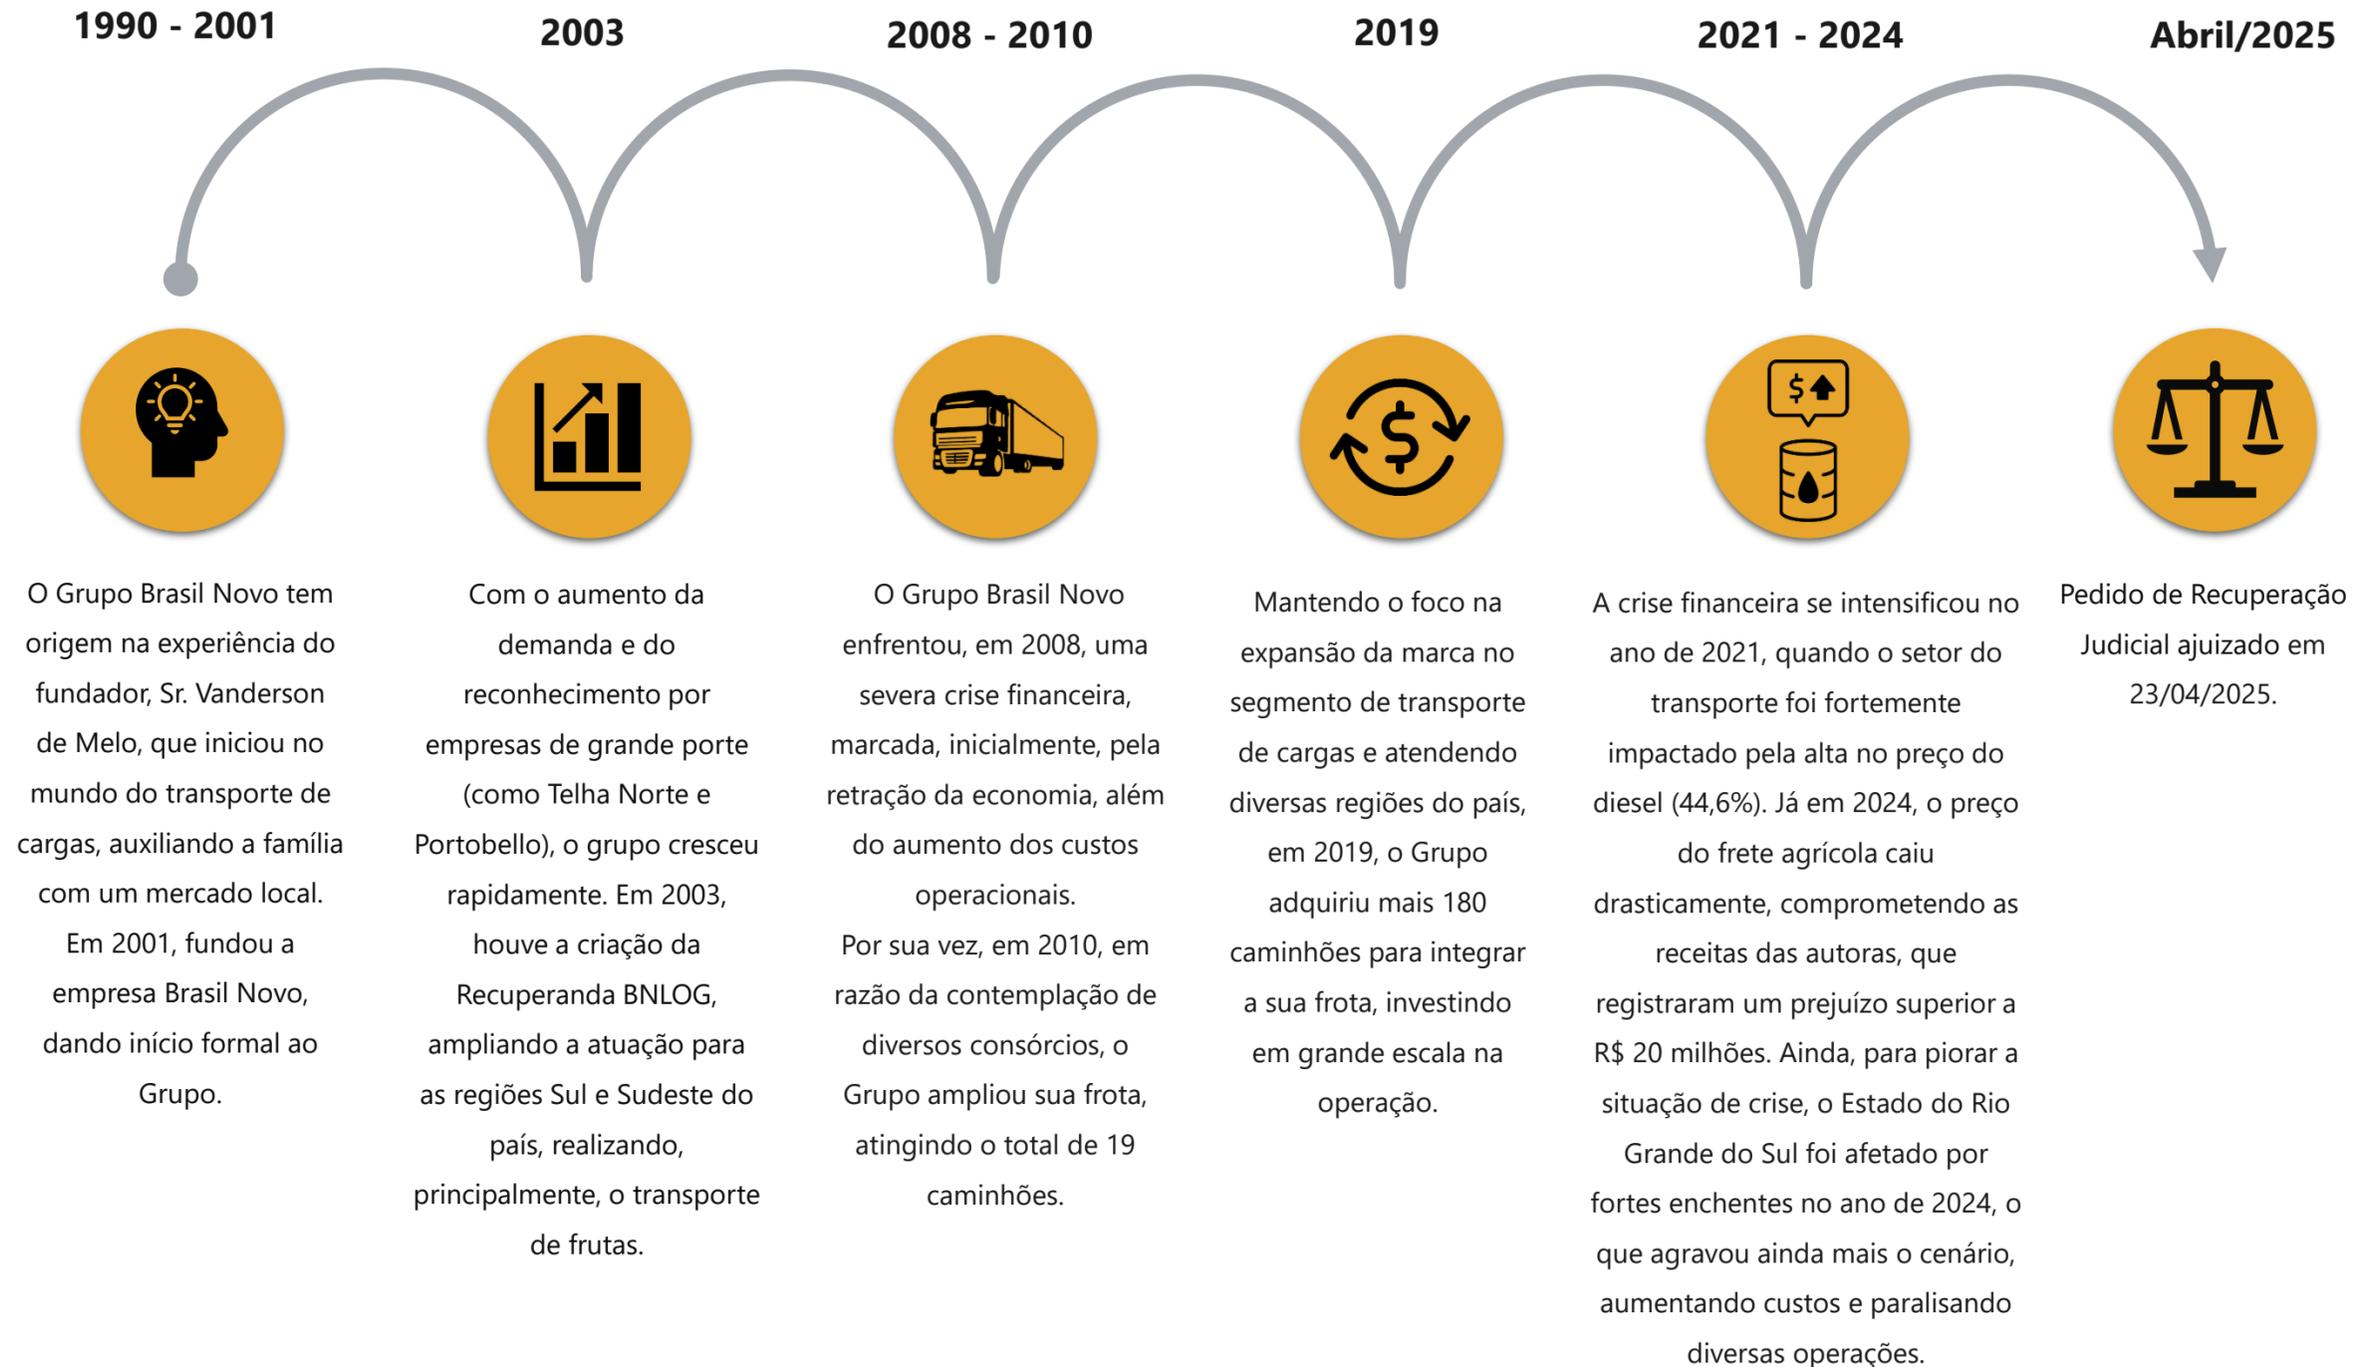 1990 - 2001
O Grupo Brasil Novo tem
origem na experiência do
fundador, Sr. Vanderson
de Melo, que iniciou no
mundo do transporte de
cargas, auxiliando a família
com um mercado local.
Em 2001, fundou a
empresa Brasil Novo,
dando início formal ao
Grupo.
2003
Com o aumento da
demanda e do
reconhecimento por
empresas de grande porte
(como Telha Norte e
Portobello), o grupo cresceu
rapidamente. Em 2003,
houve a criação da
Recuperanda BNLOG,
ampliando a atuação para
as regiões Sul e Sudeste do
país, realizando,
principalmente, o transporte
de frutas.
2008 - 2010
O Grupo Brasil Novo
enfrentou, em 2008, uma
severa crise financeira,
marcada, inicialmente, pela
retração da economia, além
do aumento dos custos
operacionais.
Por sua vez, em 2010, em
razão da contemplação de
diversos consórcios, o
Grupo ampliou sua frota,
atingindo o total de 19
caminhões.
2019
$
Mantendo o foco na
expansão da marca no
segmento de transporte
de cargas e atendendo
diversas regiões do país,
em 2019, o Grupo
adquiriu mais 180
caminhões para integrar
a sua frota, investindo
em grande escala na
operação.
2021 - 2024
$
A crise financeira se intensificou no
ano de 2021, quando o setor do
transporte foi fortemente
impactado pela alta no preço do
diesel (44,6%). Já em 2024, o preço
do frete agrícola caiu
drasticamente, comprometendo as
receitas das autoras, que
registraram um prejuízo superior a
R$ 20 milhões. Ainda, para piorar a
situação de crise, o Estado do Rio
Grande do Sul foi afetado por
fortes enchentes no ano de 2024, o
que agravou ainda mais o cenário,
aumentando custos e paralisando
diversas operações.
Abril/2025
Pedido de Recuperação
Judicial ajuizado em
23/04/2025.